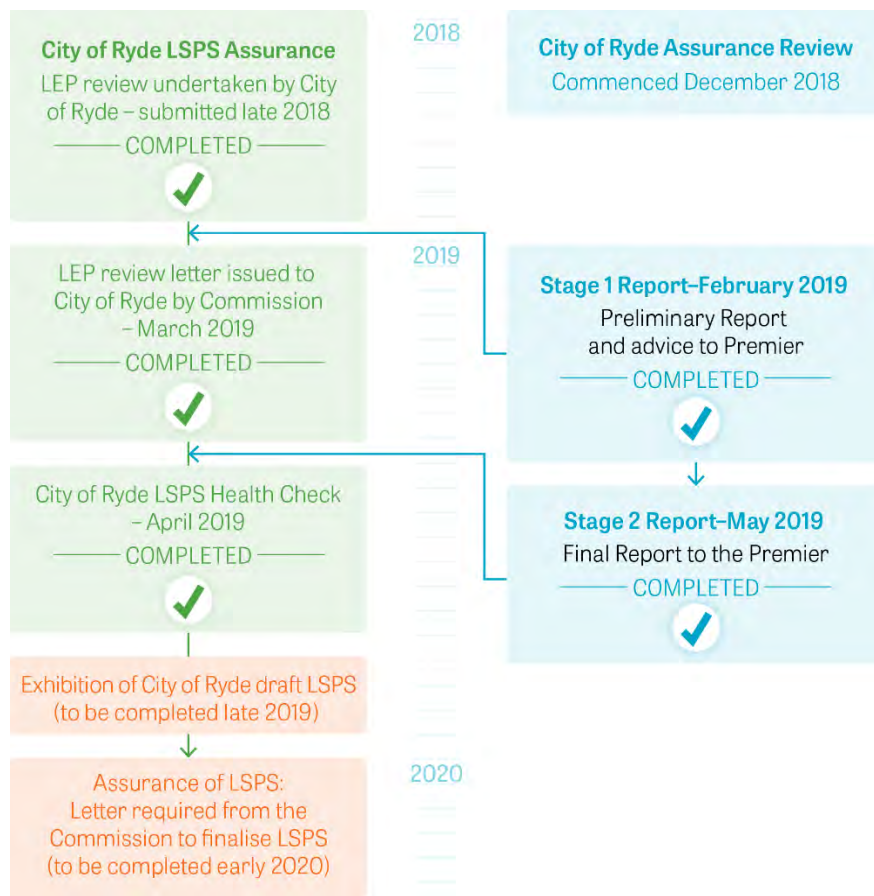 City of Ryde LSPS Assurance
LEP review undertaken by City
of Ryde – submitted late 2018
COMPLETED
LEP review letter issued to
City of Ryde by Commission
– March 2019
COMPLETED
City of Ryde LSPS Health Check
– April 2019
COMPLETED
Exhibition of City of Ryde draft LSPS
(to be completed late 2019)
Assurance of LSPS:
Letter required from the
Commission to finalise LSPS
(to be completed early 2020)
2018
2019
2020
City of Ryde Assurance Review
Commenced December 2018
Stage 1 Report–February 2019
Preliminary Report
and advice to Premier
COMPLETED
Stage 2 Report–May 2019
Final Report to the Premier
COMPLETED